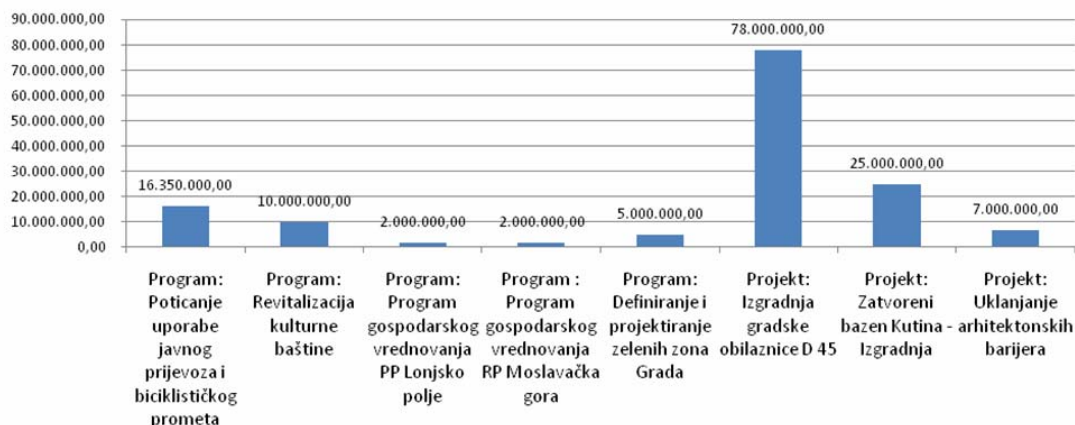 90.000.000,00
80.000.000,00
70.000.000,00
60.000.000,00
50.000.000,00
40.000.000,00
30.000.000,00
20.000.000,00
10.000.000,00
0,00
16.350.000,00
10.000.000,00
2.000.000,00
2.000.000,00
5.000.000,00
78.000.000,00
25.000.000,00
7.000.000,00
Program:
Poticanje
uporabe
javnog
prijevoza i
biciklističkog
prometa
Program:
Revitalizacija
kulturne
baštine
Program:
Program
gospodarskog
vrednovanja
PP Lonjsko
polje
Program :
Program
gospodarskog
vrednovanja
RP Moslavačka
gora
Program:
Definiranje i
projektiranje
zelenih zona
Grada
Projekt:
Izgradnja
gradske
obilaznice D 45
Projekt:
Zatvoreni
bazen Kutina -
Izgradnja
Projekt:
Uklanjanje
arhitektonskih
barijera